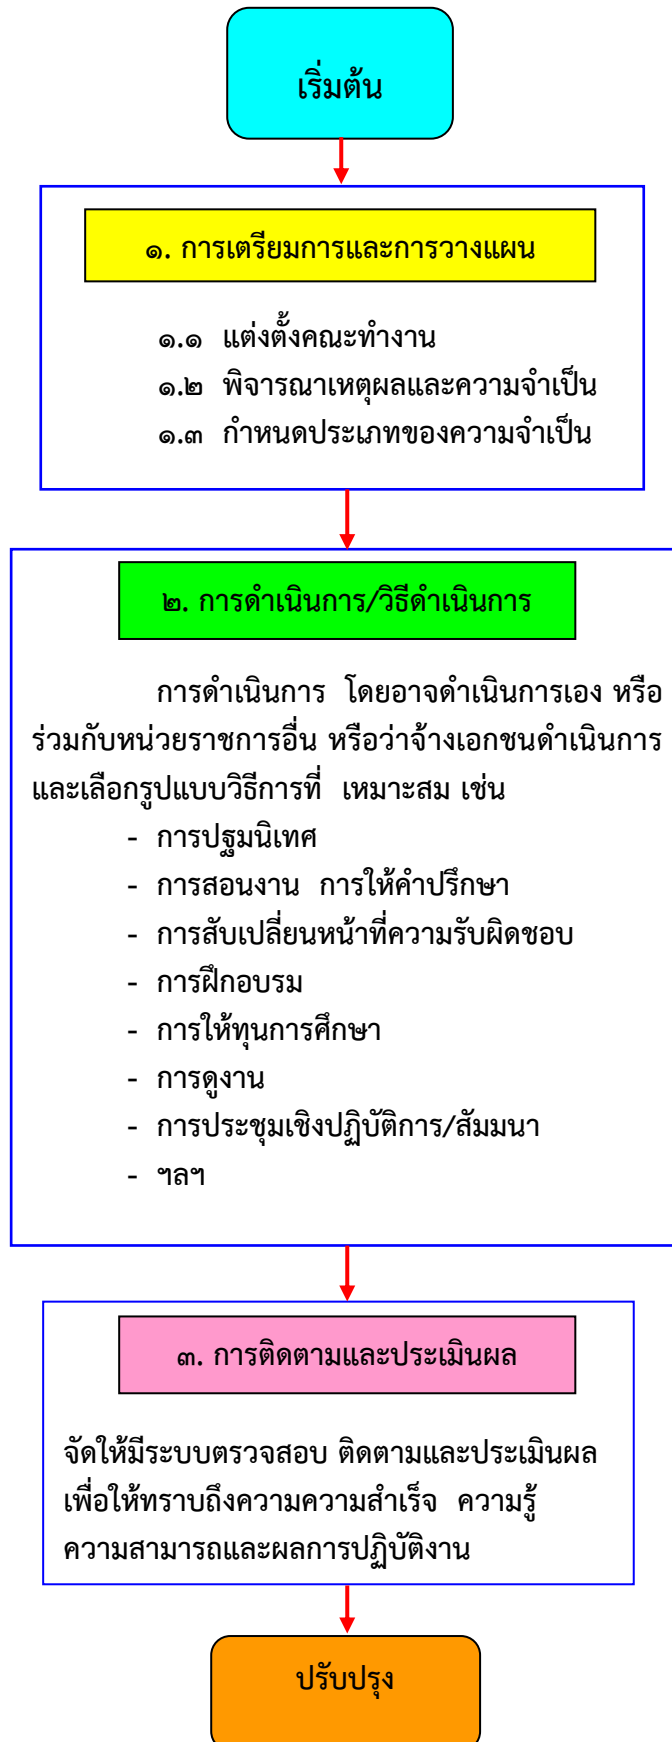 เริ่มต้น
๑. การเตรียมการและการวางแผน
๑.๑ แต่งตั้งคณะทำงาน
๑.๒ พิจารณาเหตุผลและความจำเป็น
๑.๓ กำหนดประเภทของความจำเป็น
๒. การดำเนินการ/วิธีดำเนินการ
การดำเนินการ โดยอาจดำเนินการเอง หรือ
ร่วมกับหน่วยราชการอื่น หรือว่าจ้างเอกชนดำเนินการ
และเลือกรูปแบบวิธีการที่ เหมาะสม เช่น
- การปฐมนิเทศ
- การสอนงาน การให้คำปรึกษา
- การสับเปลี่ยนหน้าที่ความรับผิดชอบ
- การฝึกอบรม
- การให้ทุนการศึกษา
- การดูงาน
- การประชุมเชิงปฏิบัติการ/สัมมนา
- ฯลฯ
๓. การติดตามและประเมินผล
จัดให้มีระบบตรวจสอบ ติดตามและประเมินผล
เพื่อให้ทราบถึงความความสำเร็จ ความรู้
ความสามารถและผลการปฏิบัติงาน
ปรับปรุง